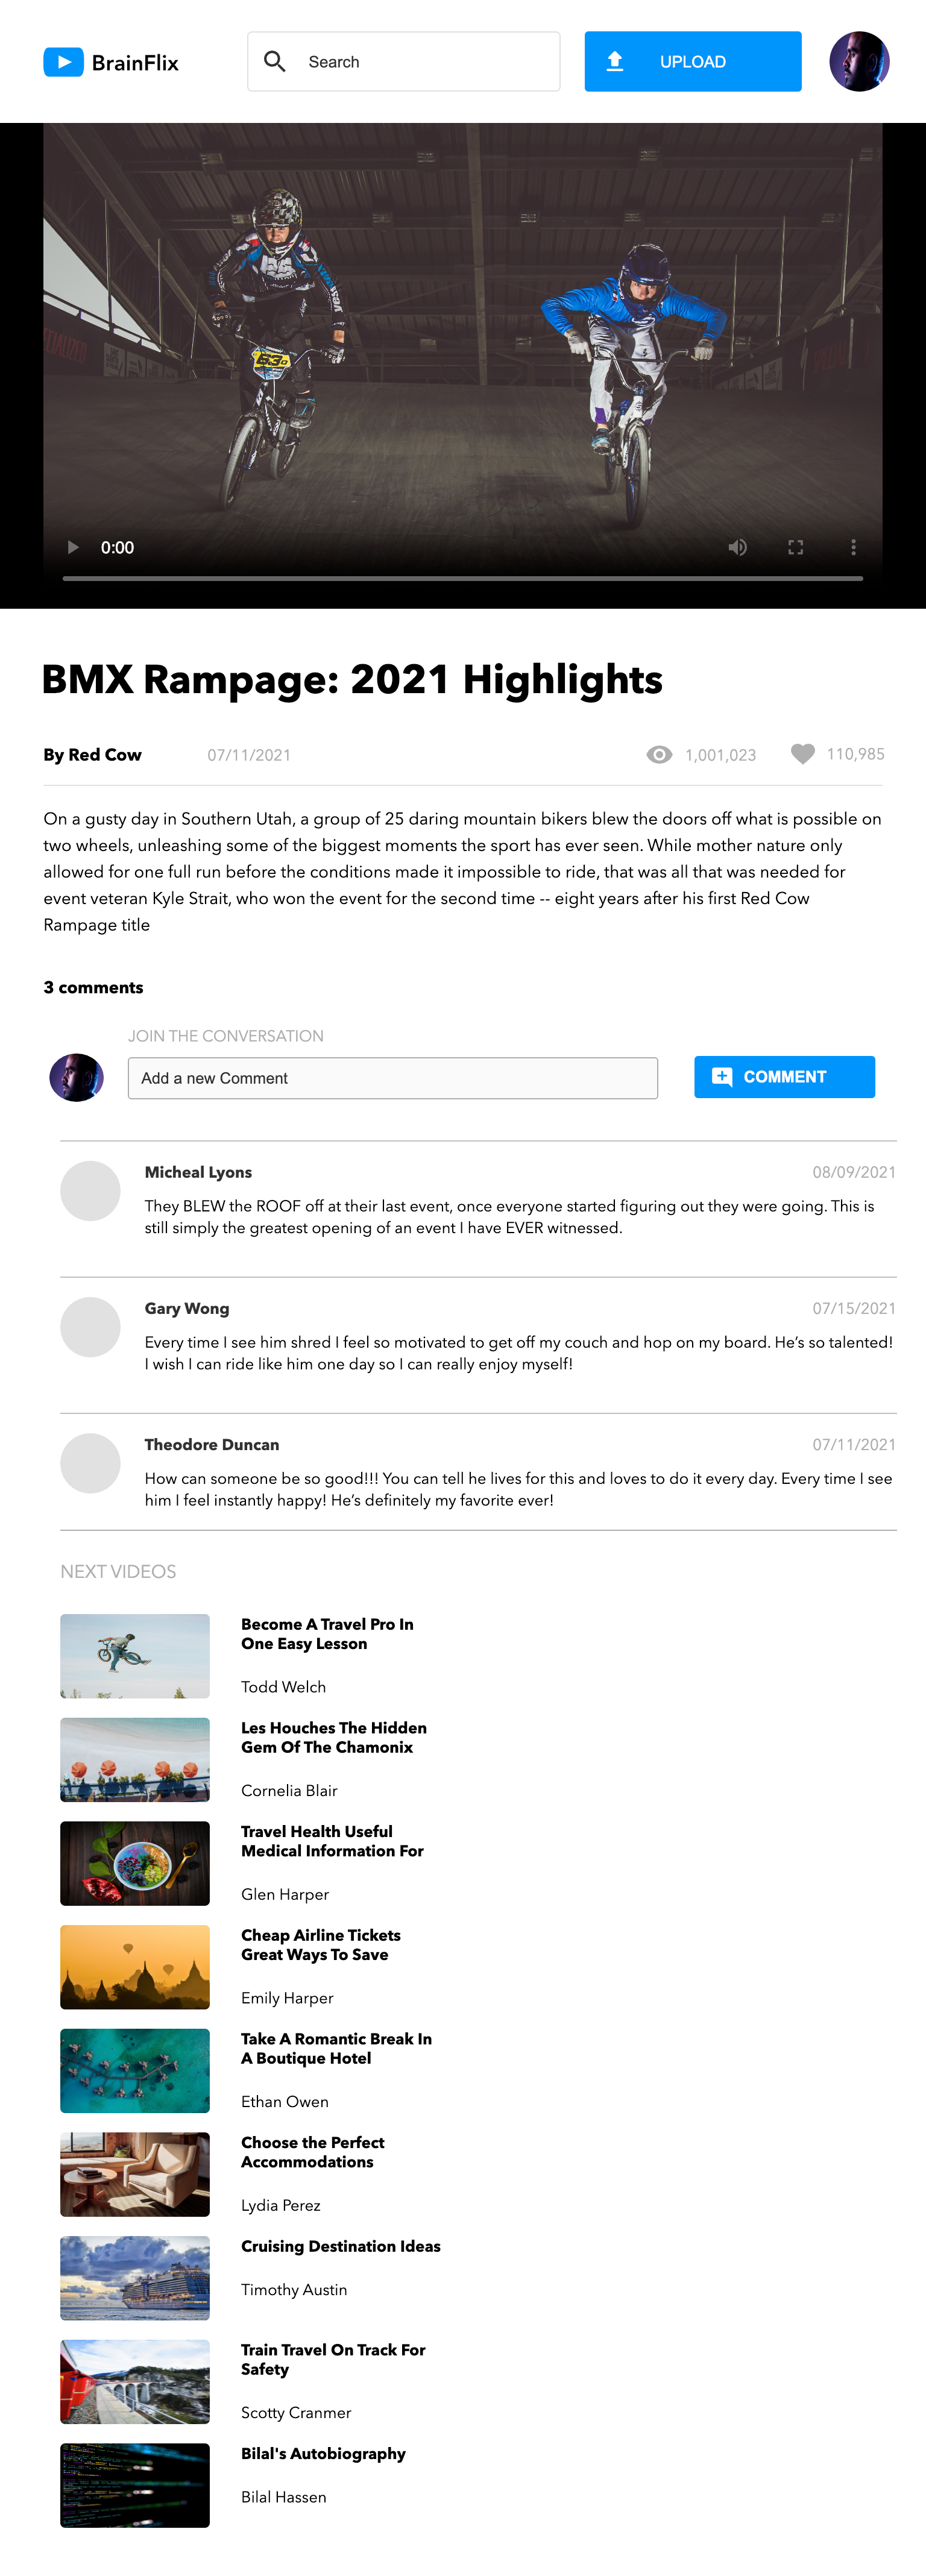 BrainFlix
Search
UPLOAD
630
0:00
BMX Rampage: 2021 Highlights
By Red Cow
07/11/2021
1,001,023
110,985
On a gusty day in Southern Utah, a group of 25 daring mountain bikers blew the doors off what is possible on
two wheels, unleashing some of the biggest moments the sport has ever seen. While mother nature only
allowed for one full run before the conditions made it impossible to ride, that was all that was needed for
event veteran Kyle Strait, who won the event for the second time -- eight years after his first Red Cow
Rampage title
3 comments
JOIN THE CONVERSATION
Add a new Comment
COMMENT
Micheal Lyons
08/09/2021
They BLEW the ROOF off at their last event, once everyone started figuring out they were going. This is
still simply the greatest opening of an event I have EVER witnessed.
Gary Wong
07/15/2021
Every time I see him shred I feel so motivated to get off my couch and hop on my board. He’s so talented!
I wish I can ride like him one day so I can really enjoy myself!
Theodore Duncan
07/11/2021
How can someone be so good!!! You can tell he lives for this and loves to do it every day. Every time I see
him I feel instantly happy! He’s definitely my favorite ever!
NEXT VIDEOS
Become A Travel Pro In
One Easy Lesson
Todd Welch
Les Houches The Hidden
Gem Of The Chamonix
Cornelia Blair
Travel Health Useful
Medical Information For
Glen Harper
Cheap Airline Tickets
Great Ways To Save
Emily Harper
Take A Romantic Break In
A Boutique Hotel
Ethan Owen
Choose the Perfect
Accommodations
Lydia Perez
Cruising Destination Ideas
Timothy Austin
Train Travel On Track For
Safety
Scotty Cranmer
Bilal's Autobiography
Bilal Hassen